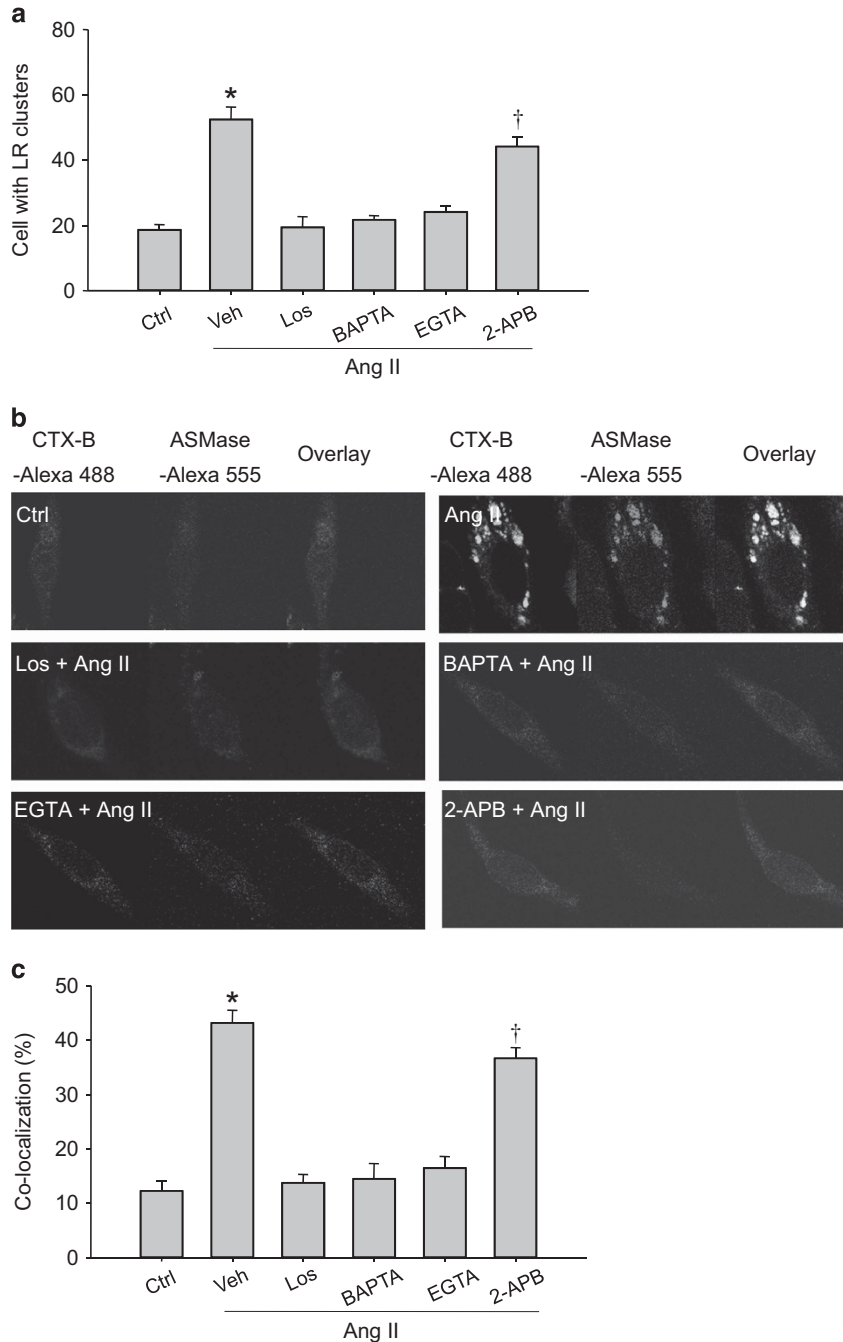 a
80
60
40
20
0
Cell with LR clusters
*
†
Ctrl Veh Los BAPTA EGTA 2-APB
Ang II
b
CTX-B ASMase Overlay CTX-B ASMase Overlay
-Alexa 488 -Alexa 555 -Alexa 488 -Alexa 555
Ctrl Ang II
Los + Ang II BAPTA + Ang II
EGTA + Ang II 2-APB + Ang II
c
50
40
30
20
10
0
Co-localization (%)
*
†
Ctrl Veh Los BAPTA EGTA 2-APB
Ang II